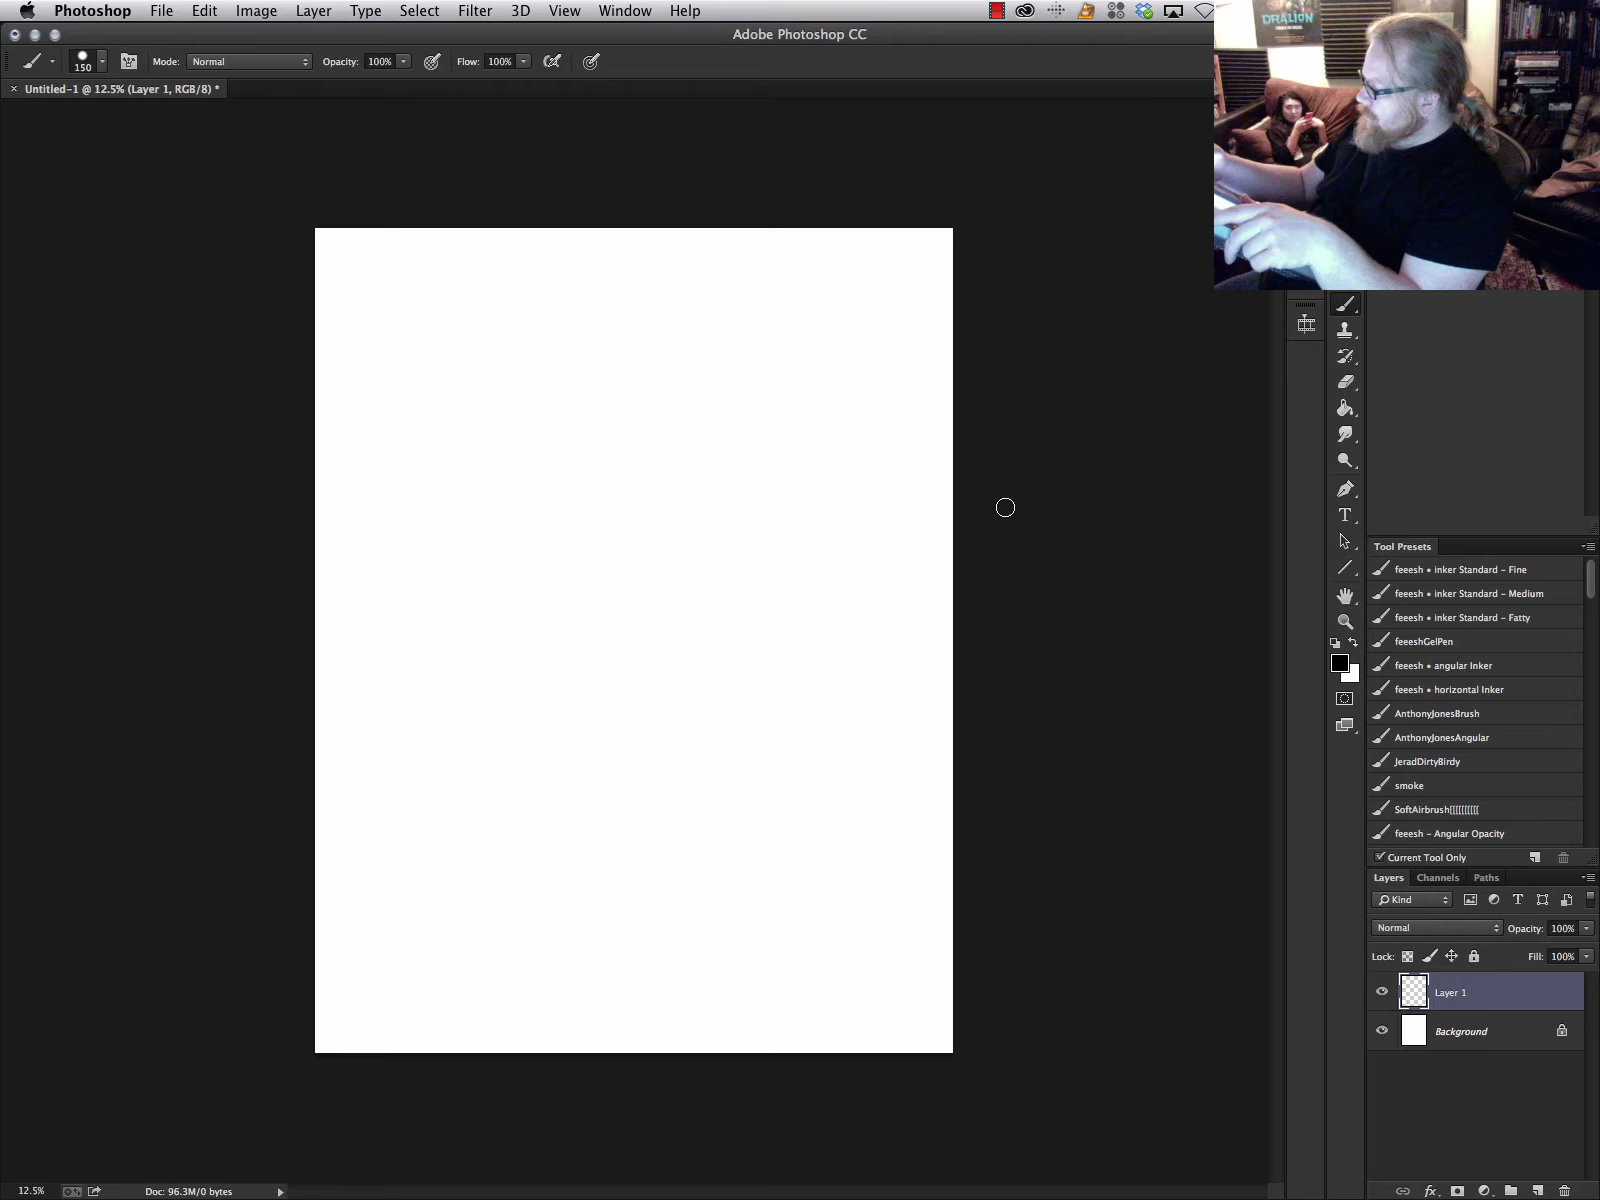 Photoshop File Edit Image Layer Type Select Filter 3D View Window Help
Adobe Photoshop CC
150 Mode: Normal Opacity: 100% Flow: 100%
× Untitled-1 @ 12.5% (Layer 1, RGB/8) *
DRALION
Tool Presets
feeesh • inker Standard - Fine
feeesh • inker Standard - Medium
feeesh • inker Standard - Fatty
feeeshGelPen
feeesh • angular Inker
feeesh • horizontal Inker
AnthonyJonesBrush
AnthonyJonesAngular
JeradDirtyBirdy
smoke
SoftAirbrush[[[[[[[[[[
feeesh - Angular Opacity
Current Tool Only
Layers Channels Paths
Kind
Normal Opacity: 100%
Lock: Fill: 100%
Layer 1
Background
12.5% Doc: 96.3M/0 bytes